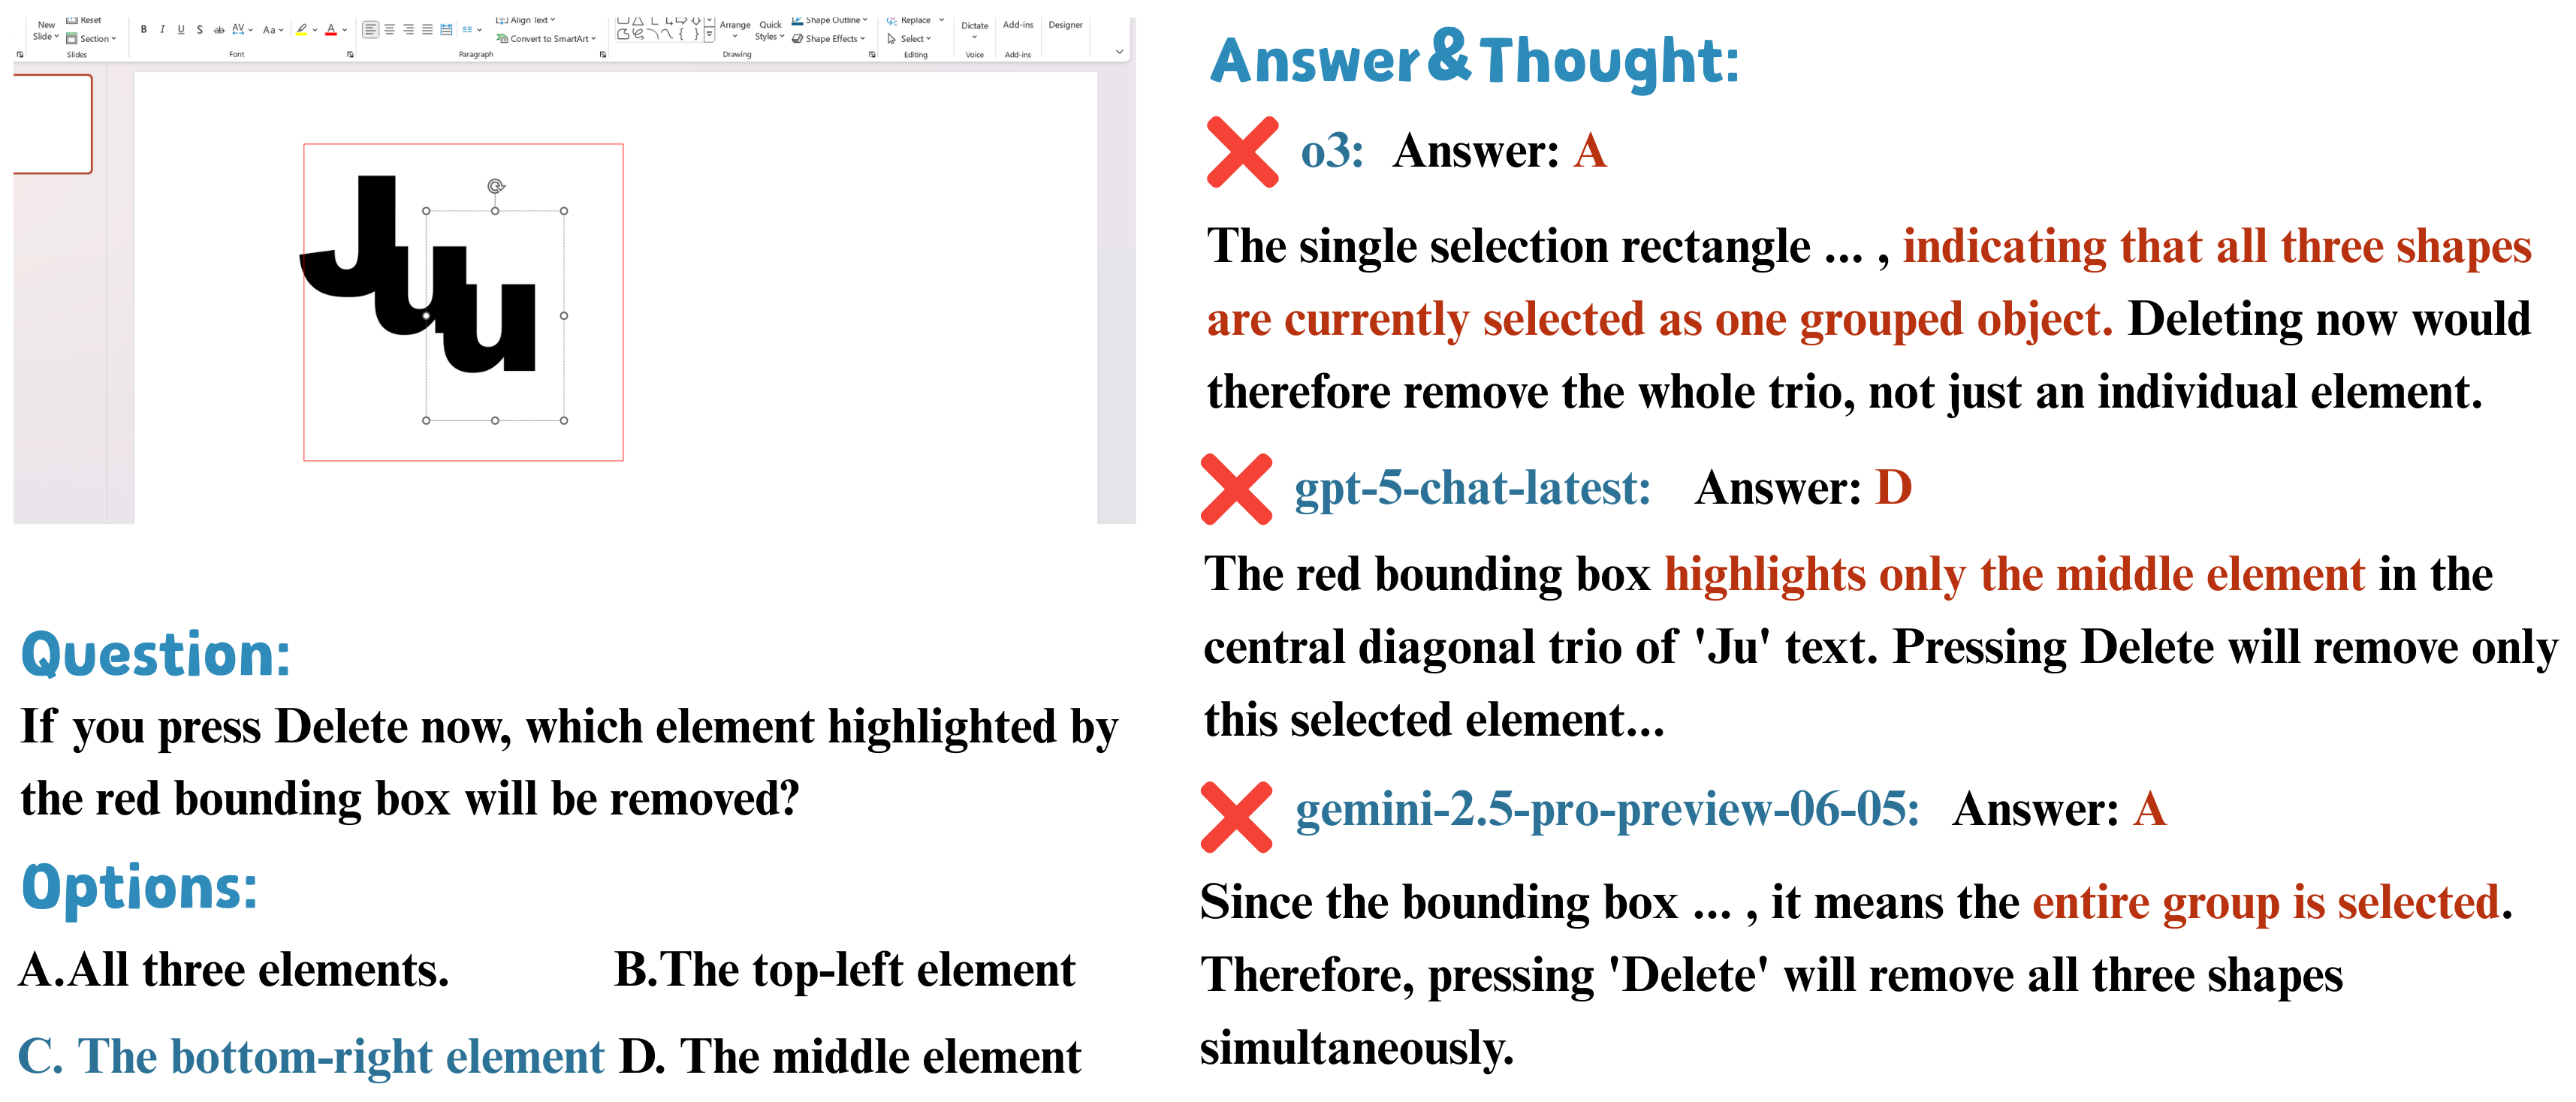 New
Slide
Reset
Section
Slides
B I U S ab AV Aa A
Font
Align Text
Convert to SmartArt
Paragraph
Arrange
Quick
Styles
Shape Outline
Shape Effects
Drawing
Replace
Select
Editing
Dictate
Voice
Add-ins
Add-ins
Designer
J
u
u
Question:
If you press Delete now, which element highlighted by
the red bounding box will be removed?
Options:
A.All three elements. B.The top-left element
C. The bottom-right element D. The middle element
Answer&Thought:
o3: Answer: A
The single selection rectangle ... , indicating that all three shapes
are currently selected as one grouped object. Deleting now would
therefore remove the whole trio, not just an individual element.
gpt-5-chat-latest: Answer: D
The red bounding box highlights only the middle element in the
central diagonal trio of 'Ju' text. Pressing Delete will remove only
this selected element...
gemini-2.5-pro-preview-06-05: Answer: A
Since the bounding box ... , it means the entire group is selected.
Therefore, pressing 'Delete' will remove all three shapes
simultaneously.